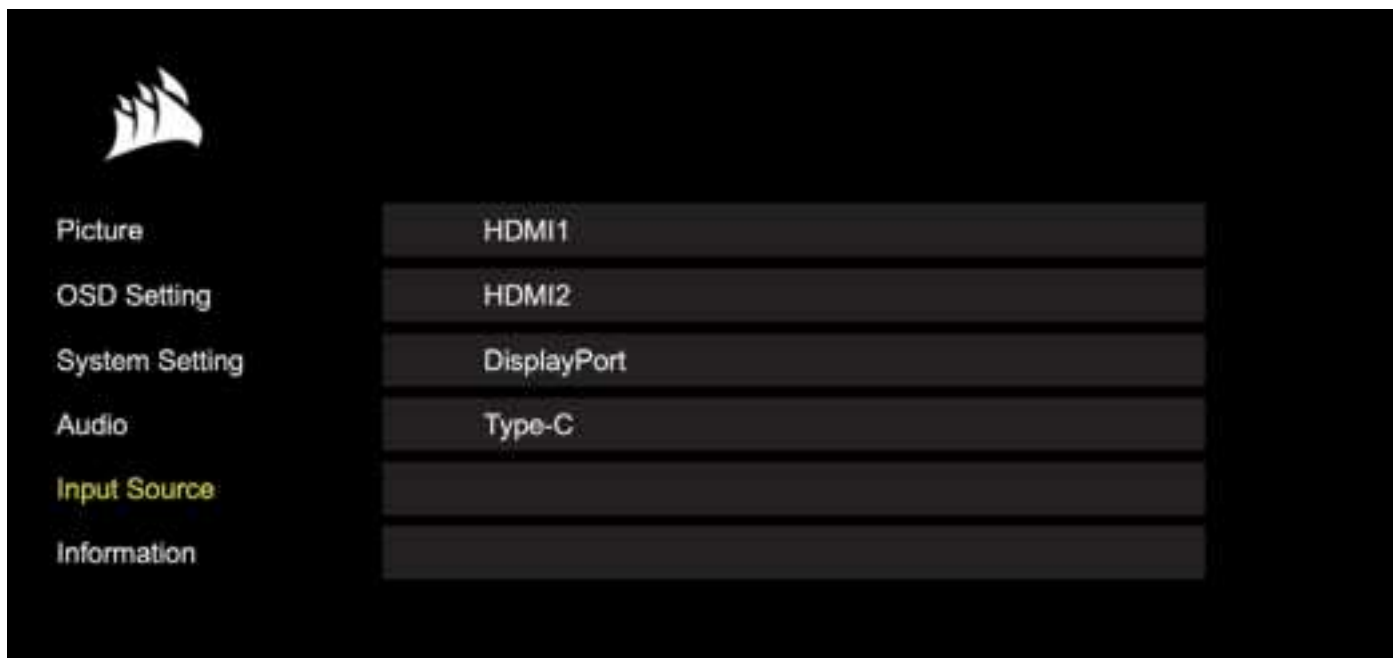 Picture
HDMI1
OSD Setting
HDMI2
System Setting
DisplayPort
Audio
Type-C
Input Source
Information